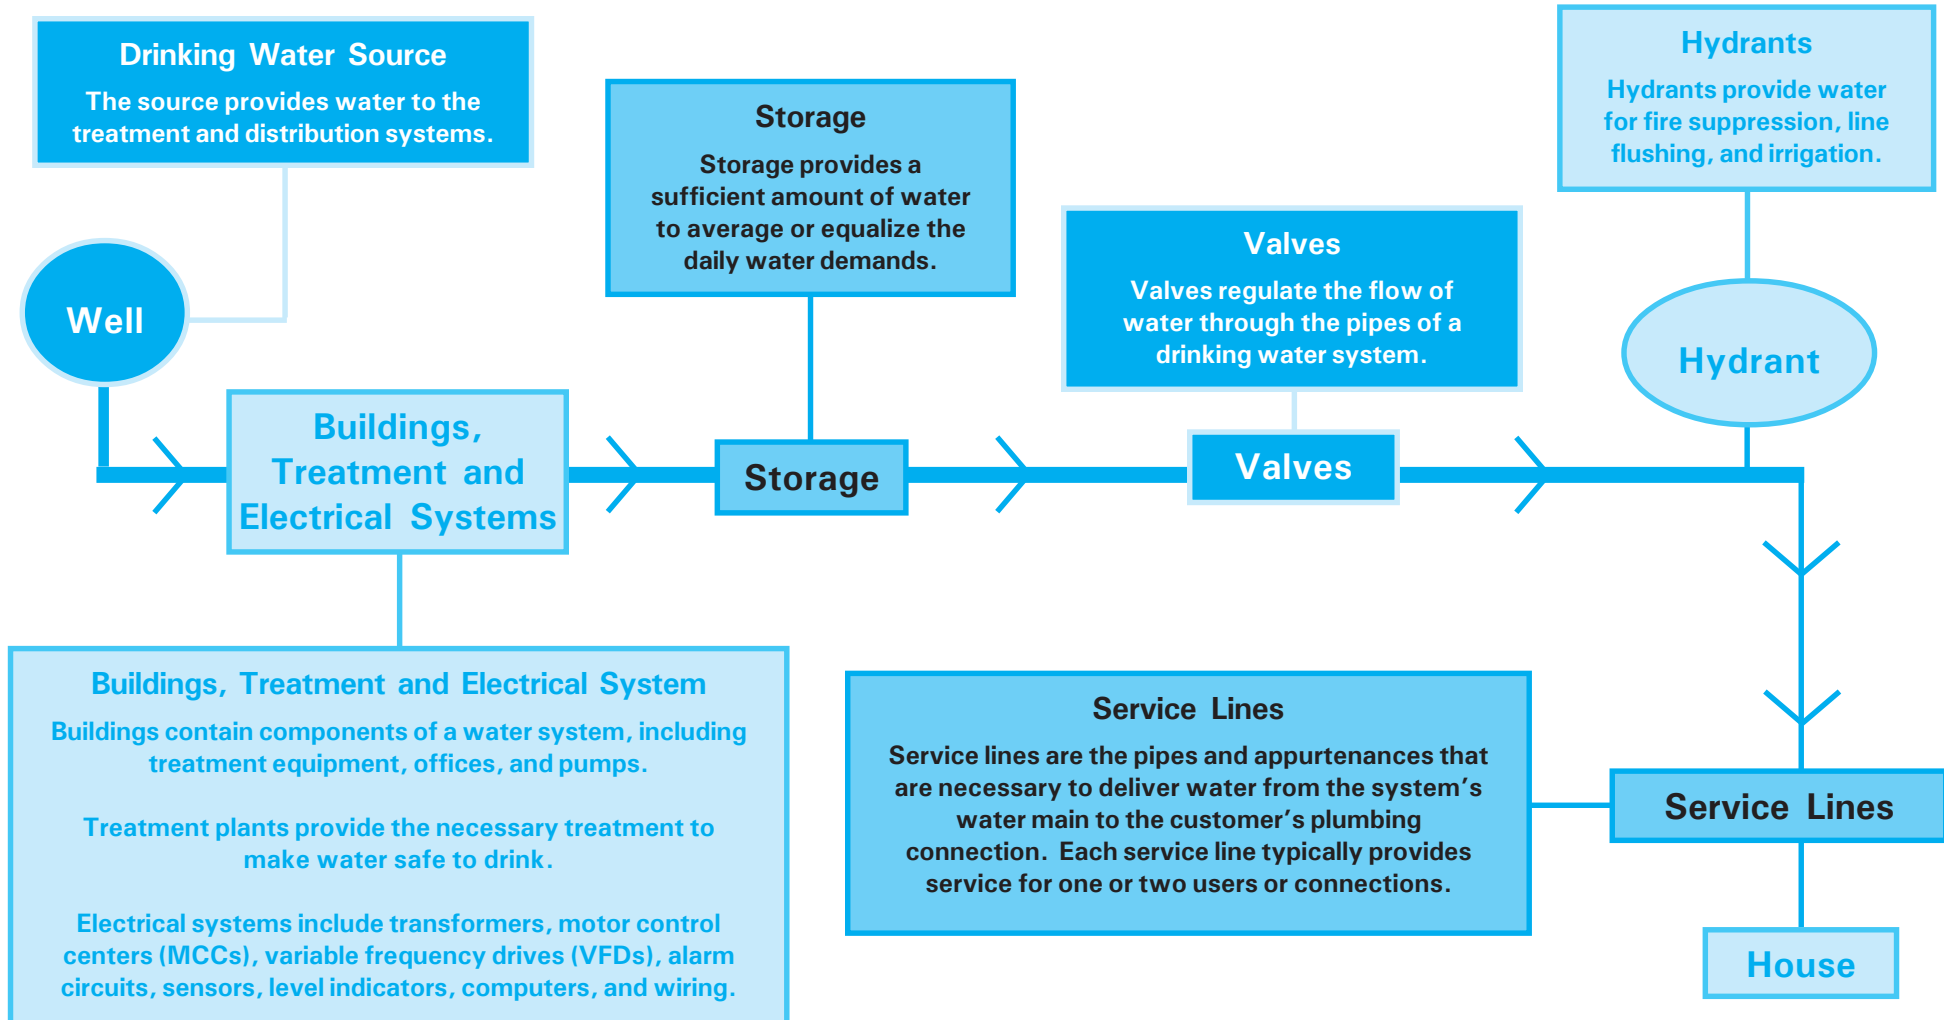 Drinking Water Source
The source provides water to the
treatment and distribution systems.
Well
Storage
Storage provides a
sufficient amount of water
to average or equalize the
daily water demands.
Valves
Valves regulate the flow of
water through the pipes of a
drinking water system.
Hydrants
Hydrants provide water
for fire suppression, line
flushing, and irrigation.
Hydrant
Buildings,
Treatment and
Electrical Systems
Storage
Valves
Buildings, Treatment and Electrical System
Buildings contain components of a water system, including
treatment equipment, offices, and pumps.
Treatment plants provide the necessary treatment to
make water safe to drink.
Electrical systems include transformers, motor control
centers (MCCs), variable frequency drives (VFDs), alarm
circuits, sensors, level indicators, computers, and wiring.
Service Lines
Service lines are the pipes and appurtenances that
are necessary to deliver water from the system’s
water main to the customer’s plumbing
connection.  Each service line typically provides
service for one or two users or connections.
Service Lines
House